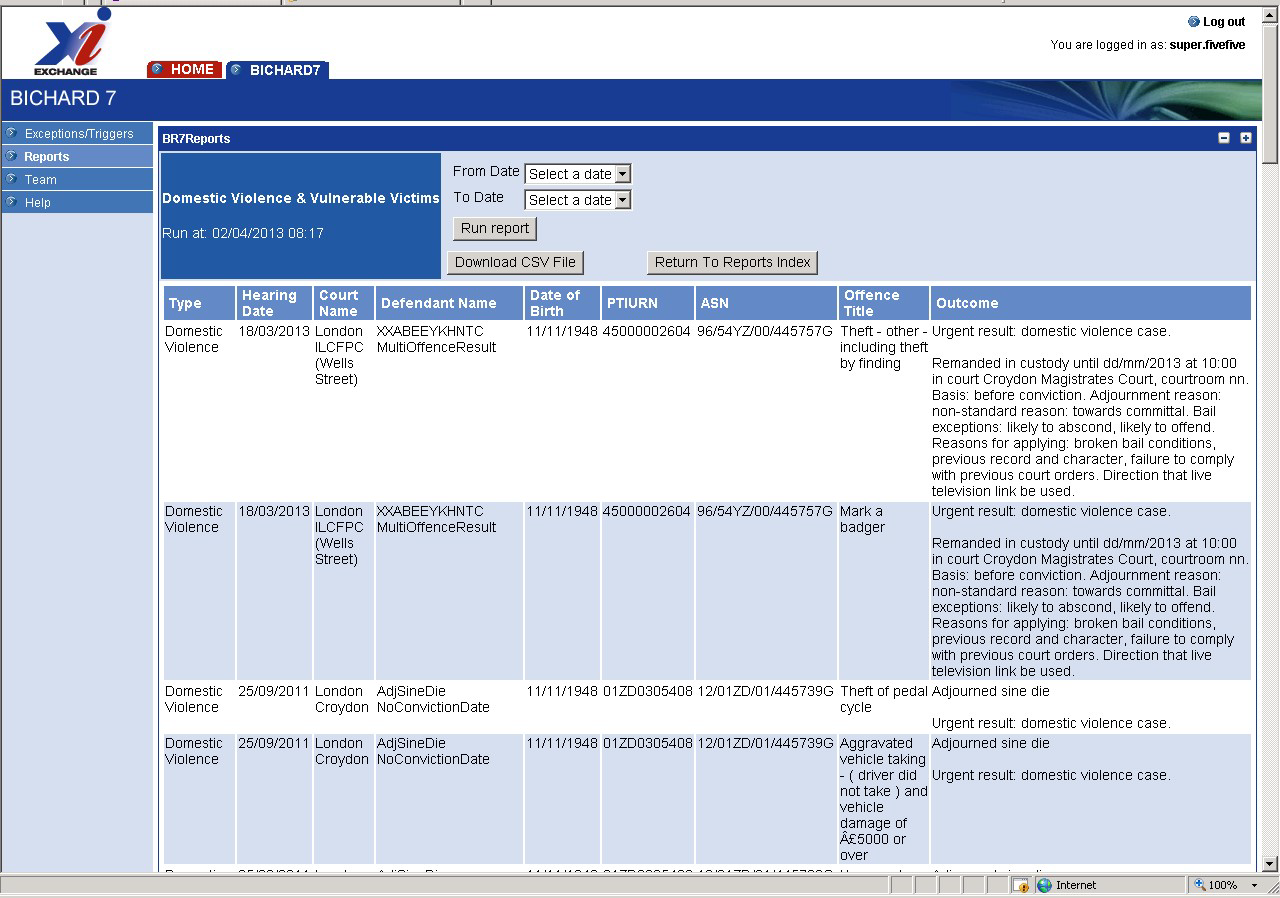 Xi
EXCHANGE
HOME
BICHARD7
Log out
You are logged in as: super.fivefive
BICHARD 7
Exceptions/Triggers
Reports
Team
Help
BR7Reports
Domestic Violence & Vulnerable Victims
Run at: 02/04/2013 08:17
From Date Select a date
To Date Select a date
Run report
Download CSV File Return To Reports Index
Type
Hearing
Date
Court
Name
Defendant Name
Date of
Birth
PTIURN
ASN
Offence
Title
Outcome
Domestic
Violence
18/03/2013
London
ILCFPC
(Wells
Street)
XXABEEYKHNTC
MultiOffenceResult
11/11/1948
45000002604
96/54YZ/00/445757G
Theft - other -
including theft
by finding
Urgent result: domestic violence case.
Remanded in custody until dd/mm/2013 at 10:00
in court Croydon Magistrates Court, courtroom nn.
Basis: before conviction. Adjournment reason:
non-standard reason: towards committal. Bail
exceptions: likely to abscond, likely to offend.
Reasons for applying: broken bail conditions,
previous record and character, failure to comply
with previous court orders. Direction that live
television link be used.
Domestic
Violence
18/03/2013
London
ILCFPC
(Wells
Street)
XXABEEYKHNTC
MultiOffenceResult
11/11/1948
45000002604
96/54YZ/00/445757G
Mark a
badger
Urgent result: domestic violence case.
Remanded in custody until dd/mm/2013 at 10:00
in court Croydon Magistrates Court, courtroom nn.
Basis: before conviction. Adjournment reason:
non-standard reason: towards committal. Bail
exceptions: likely to abscond, likely to offend.
Reasons for applying: broken bail conditions,
previous record and character, failure to comply
with previous court orders. Direction that live
television link be used.
Domestic
Violence
25/09/2011
London
Croydon
AdjSineDie
NoConvictionDate
11/11/1948
01ZD0305408
12/01ZD/01/445739G
Theft of pedal
cycle
Adjourned sine die
Urgent result: domestic violence case.
Domestic
Violence
25/09/2011
London
Croydon
AdjSineDie
NoConvictionDate
11/11/1948
01ZD0305408
12/01ZD/01/445739G
Aggravated
vehicle taking
- ( driver did
not take ) and
vehicle
damage of
Â£5000 or
over
Adjourned sine die
Urgent result: domestic violence case.
Internet
100%